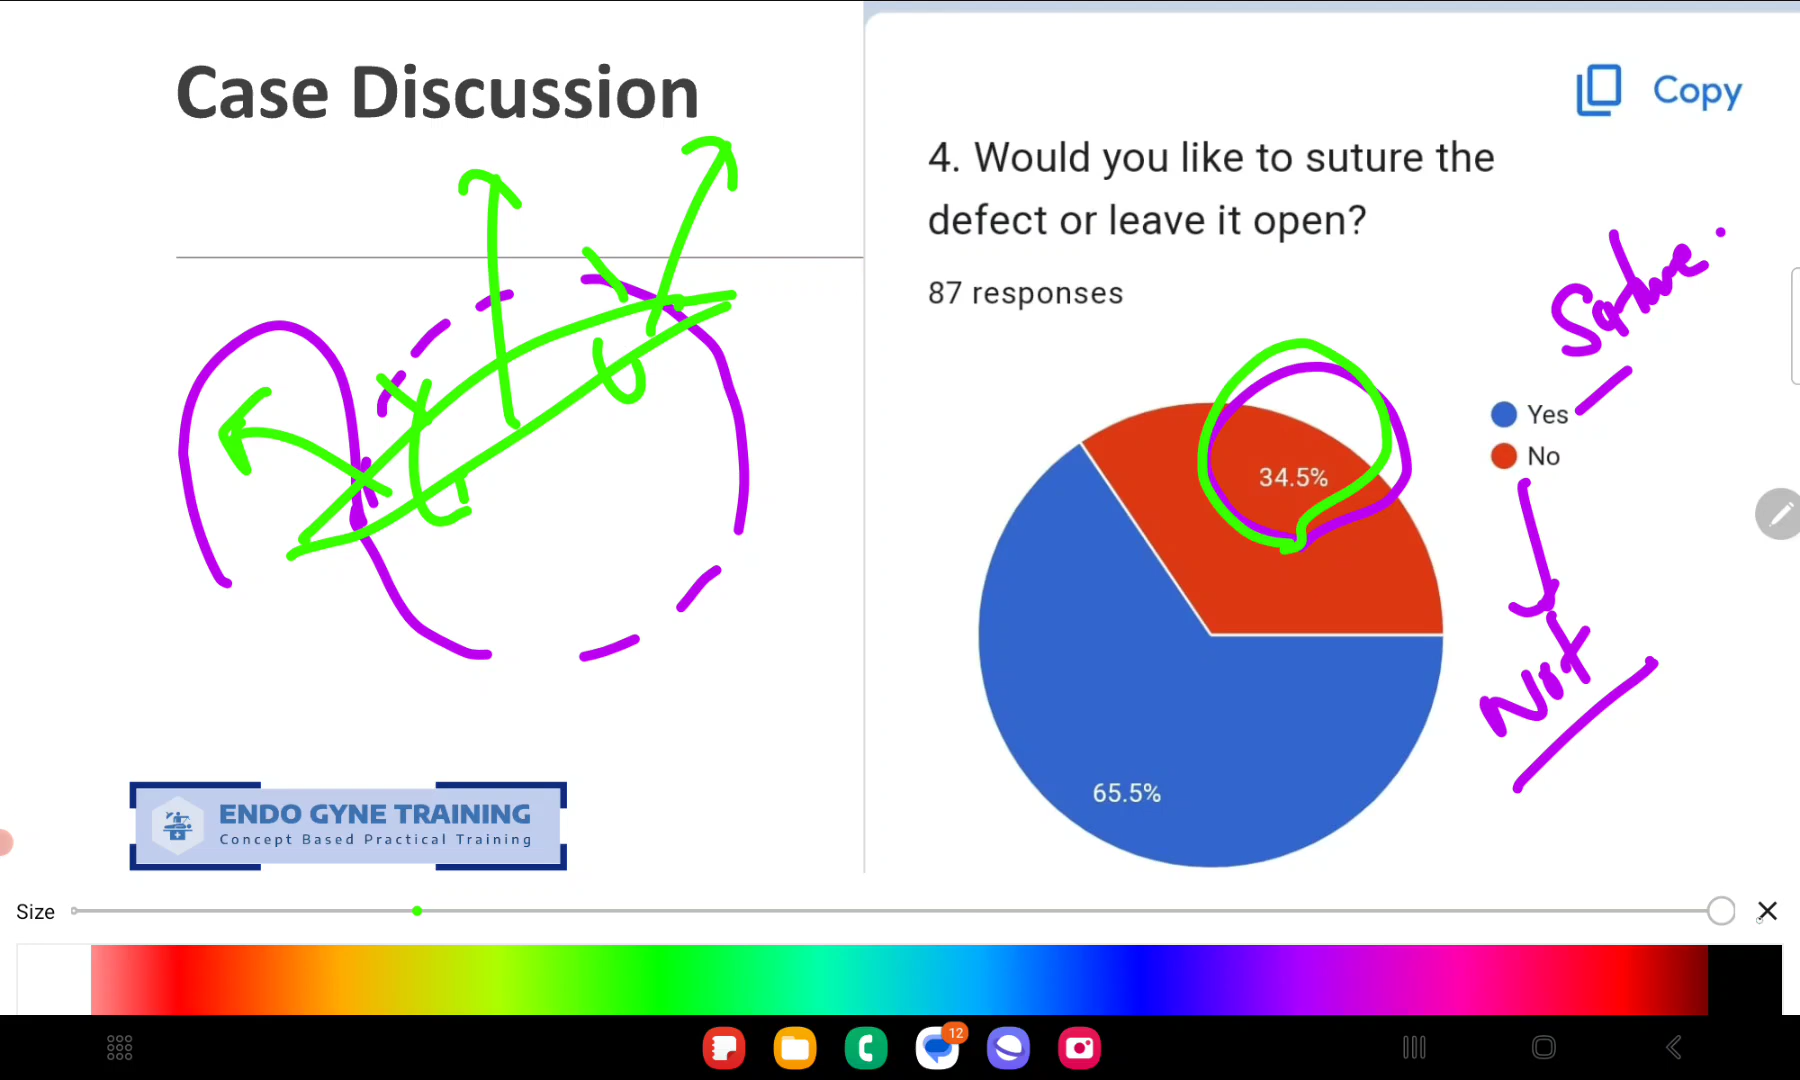 Case Discussion
Copy
4. Would you like to suture the
defect or leave it open?
87 responses
Suture.
Yes
No
34.5%
65.5%
Not
ENDO GYNE TRAINING
Concept Based Practical Training
Size
12